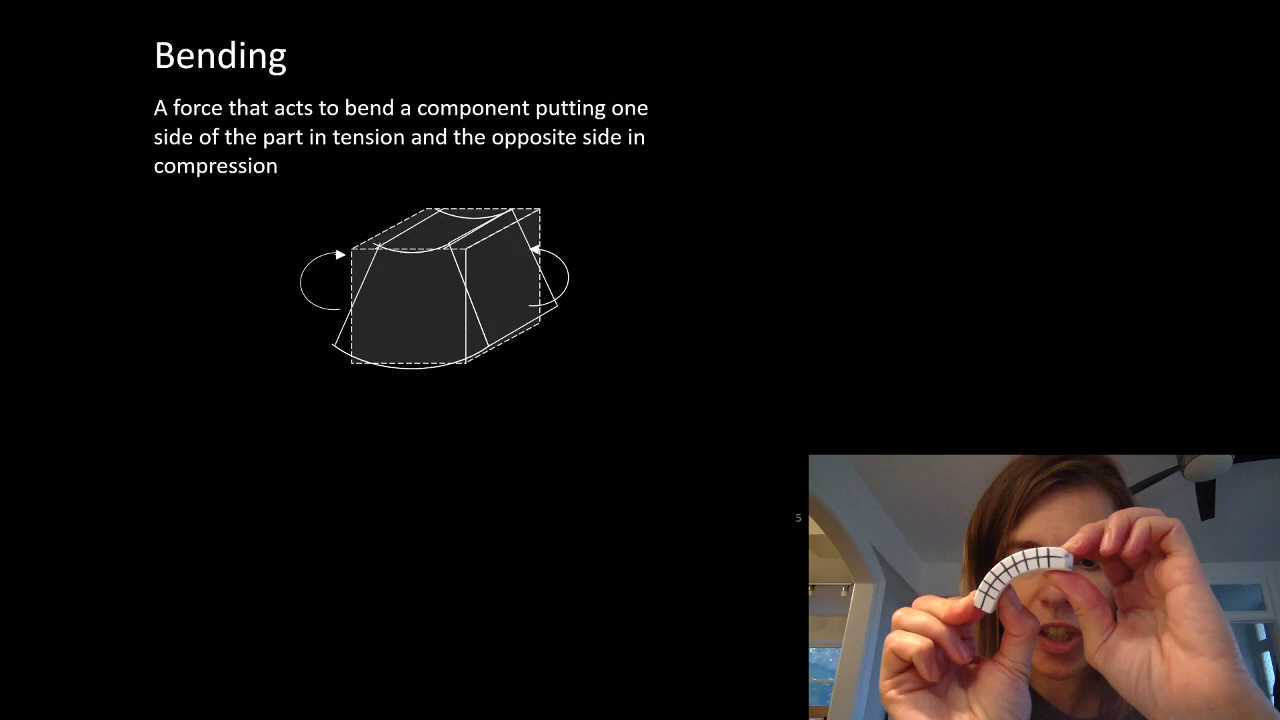 Bending
A force that acts to bend a component putting one
side of the part in tension and the opposite side in
compression
5